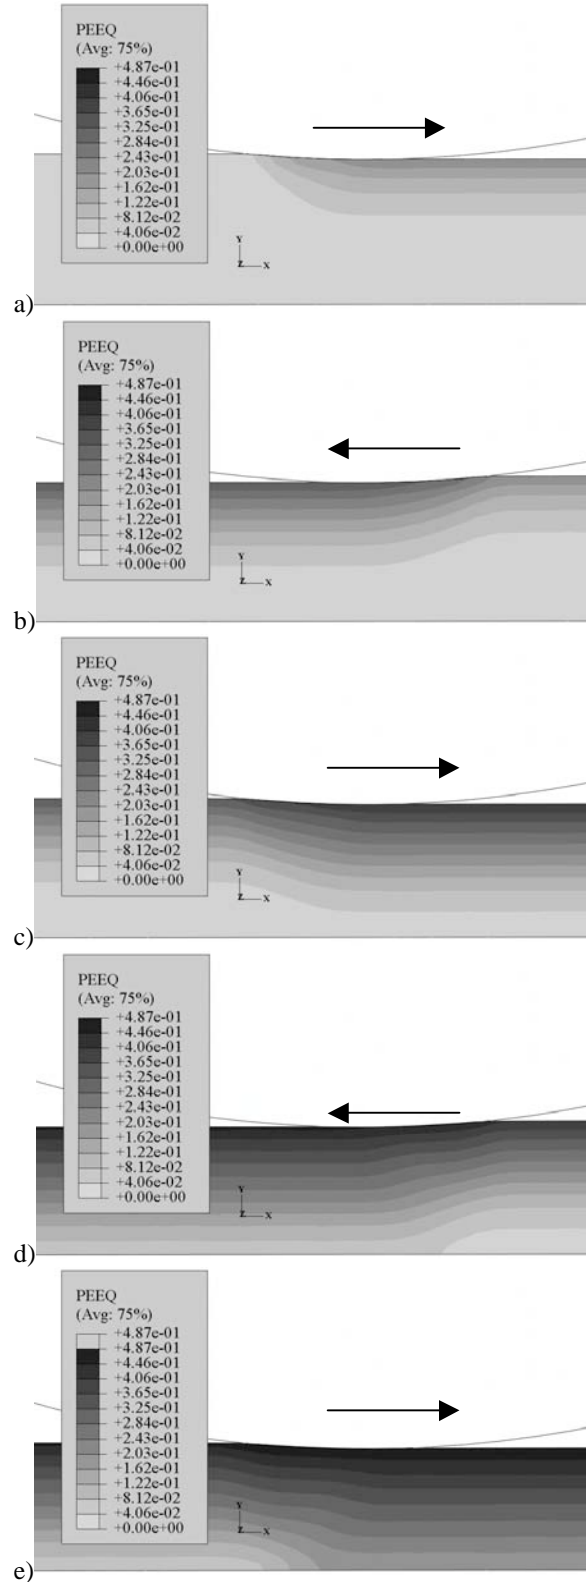 PEEQ
(Avg: 75%)
+4.87e-01
+4.46e-01
+4.06e-01
+3.65e-01
+3.25e-01
+2.84e-01
+2.43e-01
+2.03e-01
+1.62e-01
+1.22e-01
+8.12e-02
+4.06e-02
+0.00e+00
Y
Z X
a)
PEEQ
(Avg: 75%)
+4.87e-01
+4.46e-01
+4.06e-01
+3.65e-01
+3.25e-01
+2.84e-01
+2.43e-01
+2.03e-01
+1.62e-01
+1.22e-01
+8.12e-02
+4.06e-02
+0.00e+00
Y
Z X
b)
PEEQ
(Avg: 75%)
+4.87e-01
+4.46e-01
+4.06e-01
+3.65e-01
+3.25e-01
+2.84e-01
+2.43e-01
+2.03e-01
+1.62e-01
+1.22e-01
+8.12e-02
+4.06e-02
+0.00e+00
Y
Z X
c)
PEEQ
(Avg: 75%)
+4.87e-01
+4.46e-01
+4.06e-01
+3.65e-01
+3.25e-01
+2.84e-01
+2.43e-01
+2.03e-01
+1.62e-01
+1.22e-01
+8.12e-02
+4.06e-02
+0.00e+00
Y
Z X
d)
PEEQ
(Avg: 75%)
+4.87e-01
+4.87e-01
+4.46e-01
+4.06e-01
+3.65e-01
+3.25e-01
+2.84e-01
+2.43e-01
+2.03e-01
+1.62e-01
+1.22e-01
+8.12e-02
+4.06e-02
+0.00e+00
Y
Z X
e)